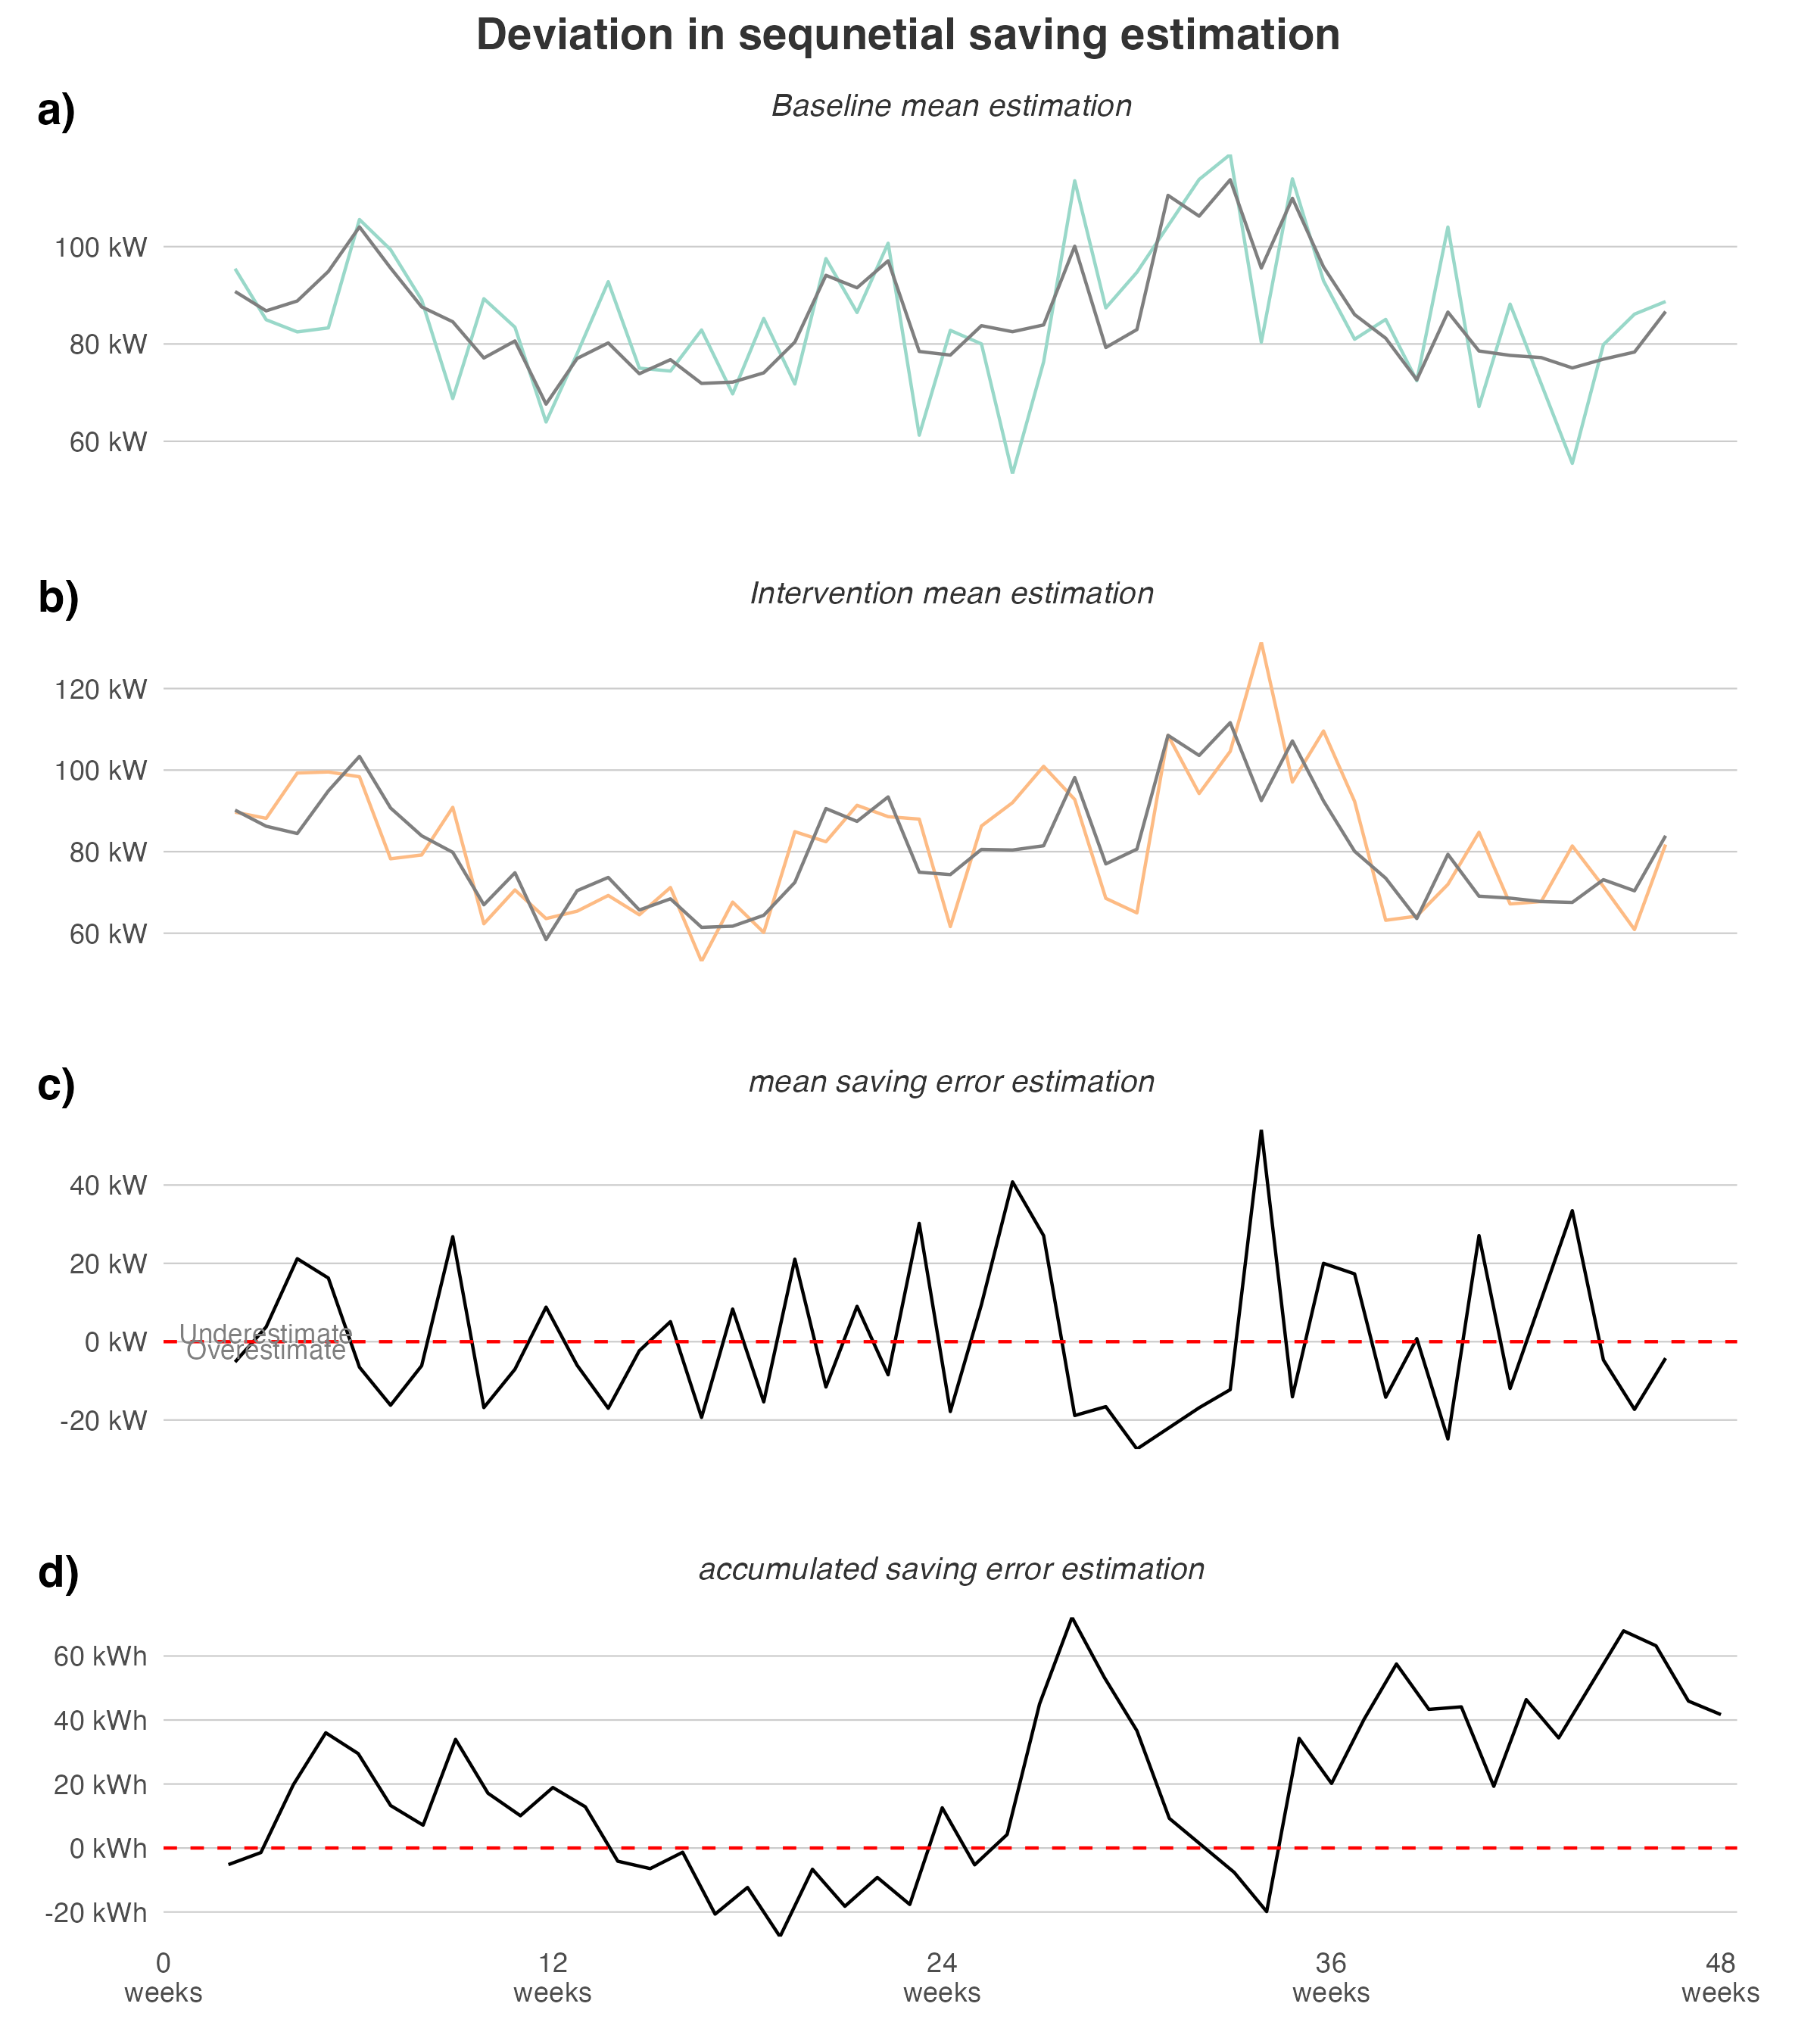 Deviation in sequnetial saving estimation
a)
Baseline mean estimation
100 kW
80 kW
60 kW
b)
Intervention mean estimation
120 kW
100 kW
80 kW
60 kW
c)
mean saving error estimation
40 kW
20 kW
0 kW
-20 kW
Underestimate
Overestimate
d)
accumulated saving error estimation
60 kWh
40 kWh
20 kWh
0 kWh
-20 kWh
0 12 24 36 48
weeks weeks weeks weeks weeks